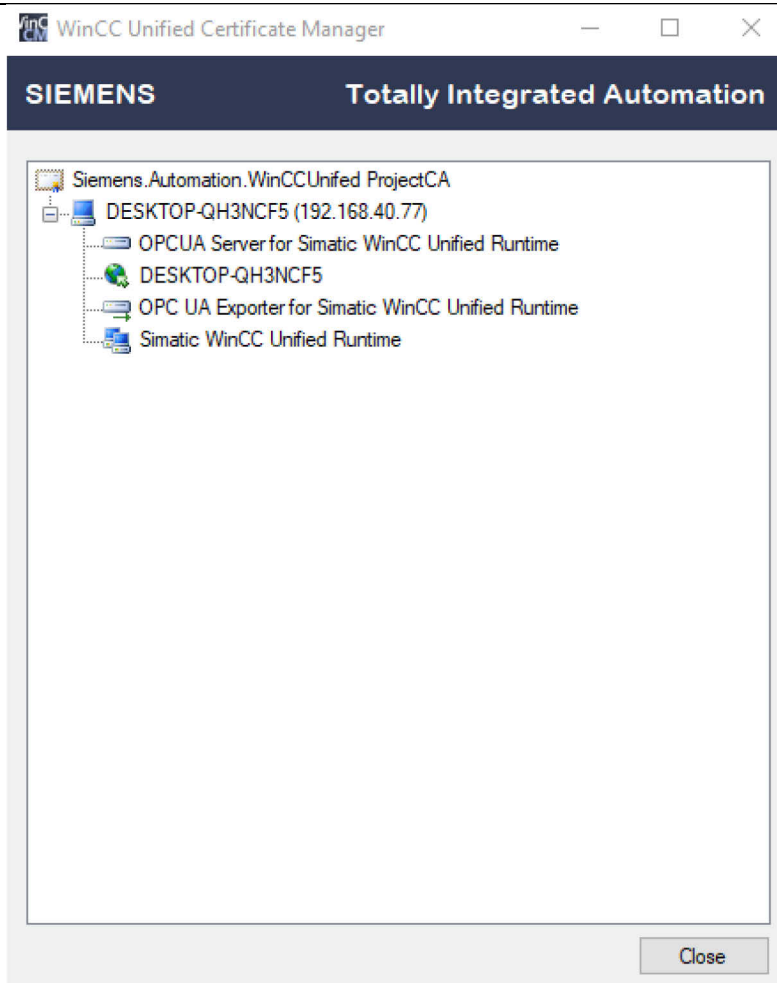 WinCC Unified Certificate Manager
SIEMENS Totally Integrated Automation
Siemens.Automation.WinCCUnifed ProjectCA
DESKTOP-QH3NCF5 (192.168.40.77)
OPCUA Server for Simatic WinCC Unified Runtime
DESKTOP-QH3NCF5
OPC UA Exporter for Simatic WinCC Unified Runtime
Simatic WinCC Unified Runtime
Close